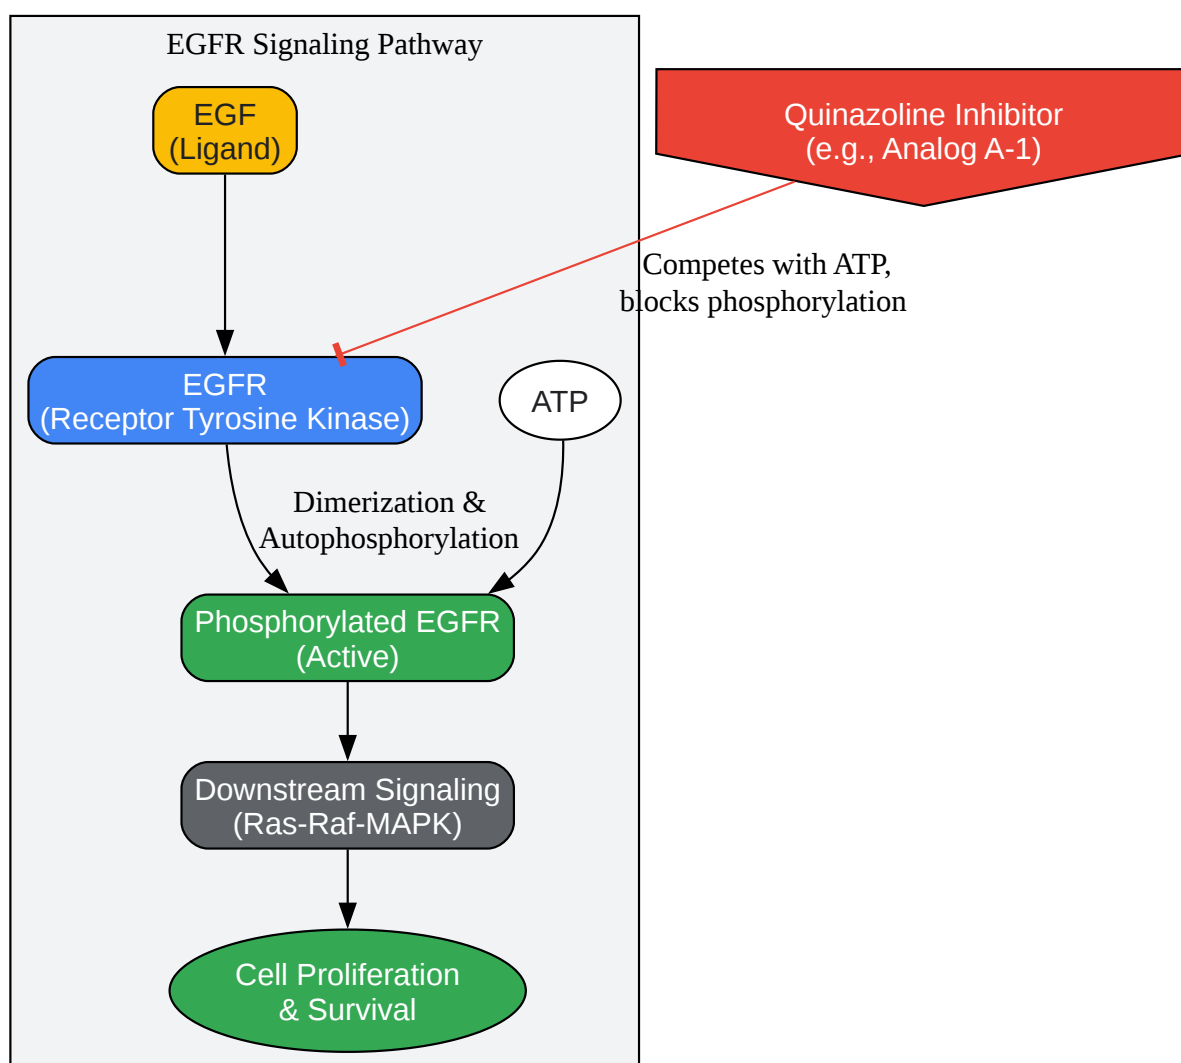 EGFR Signaling Pathway
EGF
(Ligand)
Quinazoline Inhibitor
(e.g., Analog A-1)
Competes with ATP,
blocks phosphorylation
EGFR
(Receptor Tyrosine Kinase)
ATP
Dimerization &
Autophosphorylation
Phosphorylated EGFR
(Active)
Downstream Signaling
(Ras-Raf-MAPK)
Cell Proliferation
& Survival